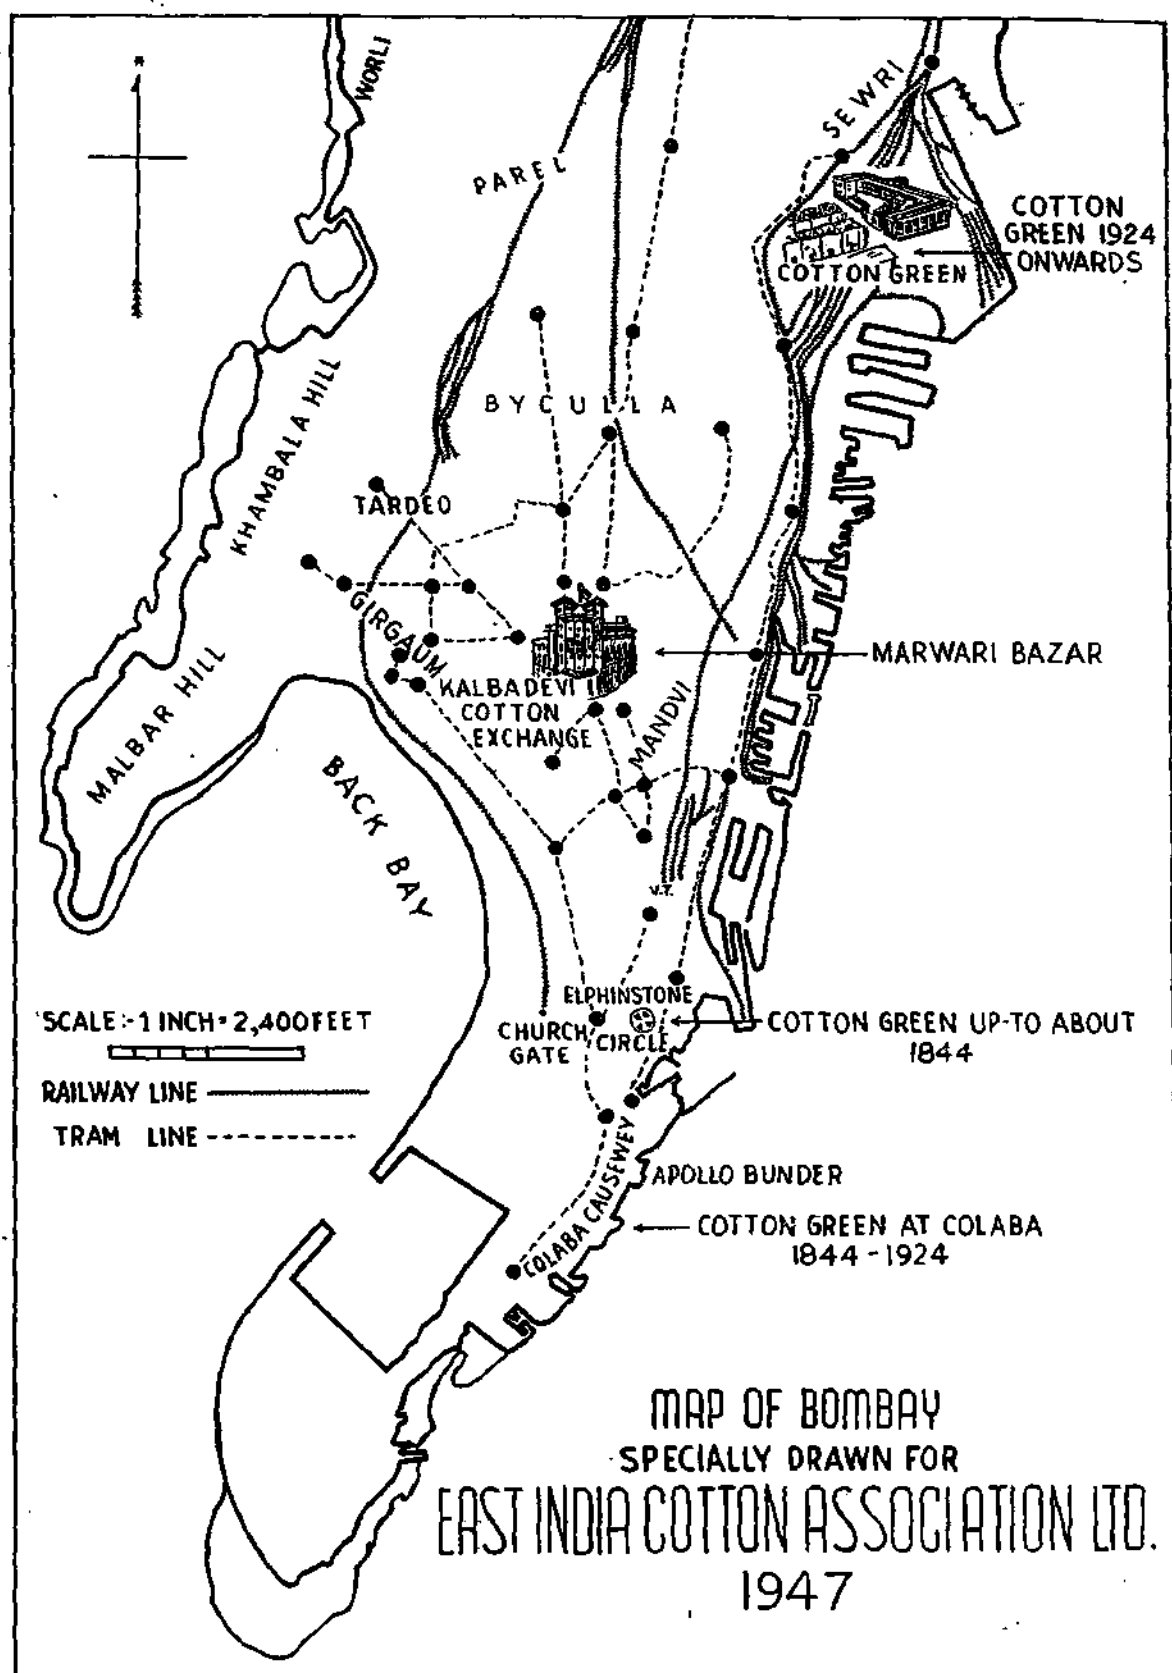 WORLI
SEWRI
PAREL
COTTON
GREEN 1924
ONWARDS
COTTON GREEN
KHAMBALA HILL
BYCULLA
TARDEO
GIRGAUM
MARWARI BAZAR
MALBAR HILL
KALBADEVI
COTTON
EXCHANGE
MANDVI
BACK BAY
V.T.
ELPHINSTONE
CIRCLE
CHURCH
GATE
COTTON GREEN UP-TO ABOUT
1844
SCALE:-1 INCH=2,400 FEET
RAILWAY LINE
TRAM LINE
COLABA CAUSEWEY
APOLLO BUNDER
COTTON GREEN AT COLABA
1844-1924
MAP OF BOMBAY
SPECIALLY DRAWN FOR
EAST INDIA COTTON ASSOCIATION LTD.
1947